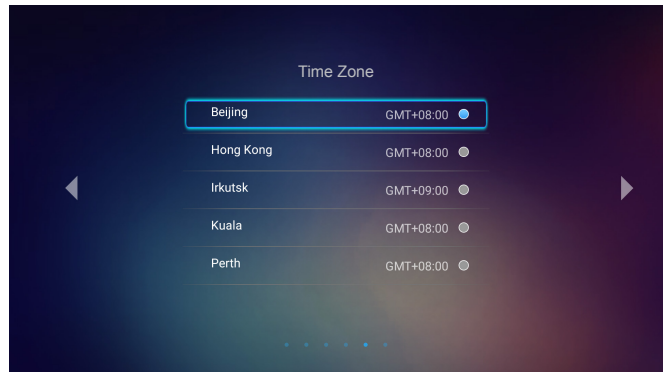 Time Zone
Beijing GMT+08:00
Hong Kong GMT+08:00
Irkutsk GMT+09:00
Kuala GMT+08:00
Perth GMT+08:00